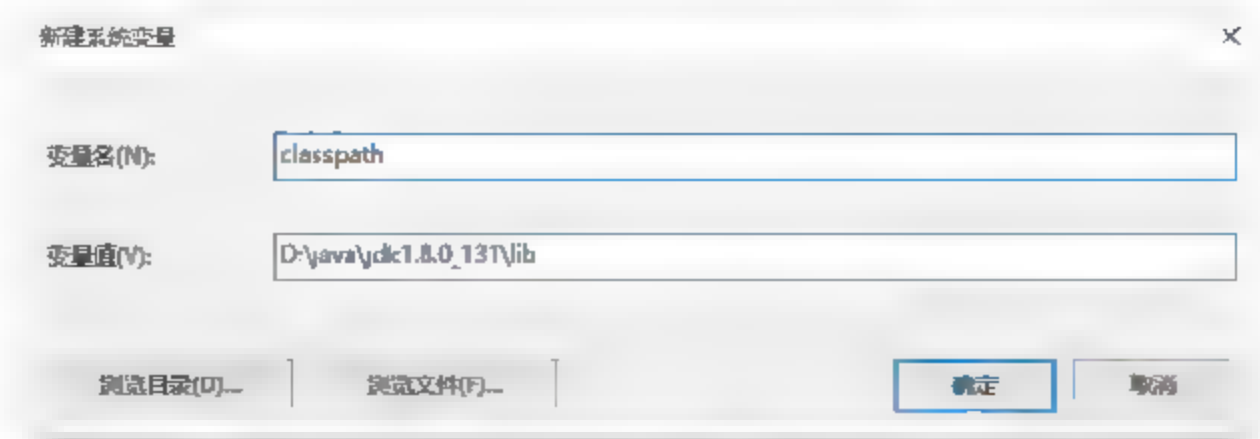 新建系统变量
变量名(N):
classpath
变量值(V):
D:\java\jdk1.8.0_131\lib
浏览目录(D)...
浏览文件(F)...
确定
取消